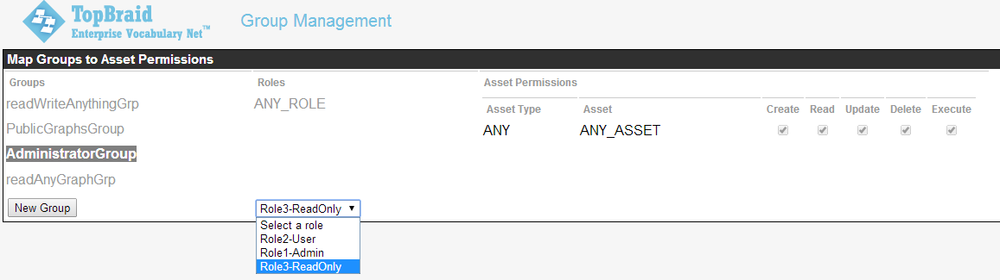 TopBraid
Enterprise Vocabulary Net™
Group Management
Map Groups to Asset Permissions
Groups Roles Asset Permissions
readWriteAnythingGrp ANY_ROLE
Asset Type Asset Create Read Update Delete Execute
PublicGraphsGroup
ANY ANY_ASSET
AdministratorGroup
readAnyGraphGrp
New Group Role3-ReadOnly
Select a role
Role2-User
Role1-Admin
Role3-ReadOnly